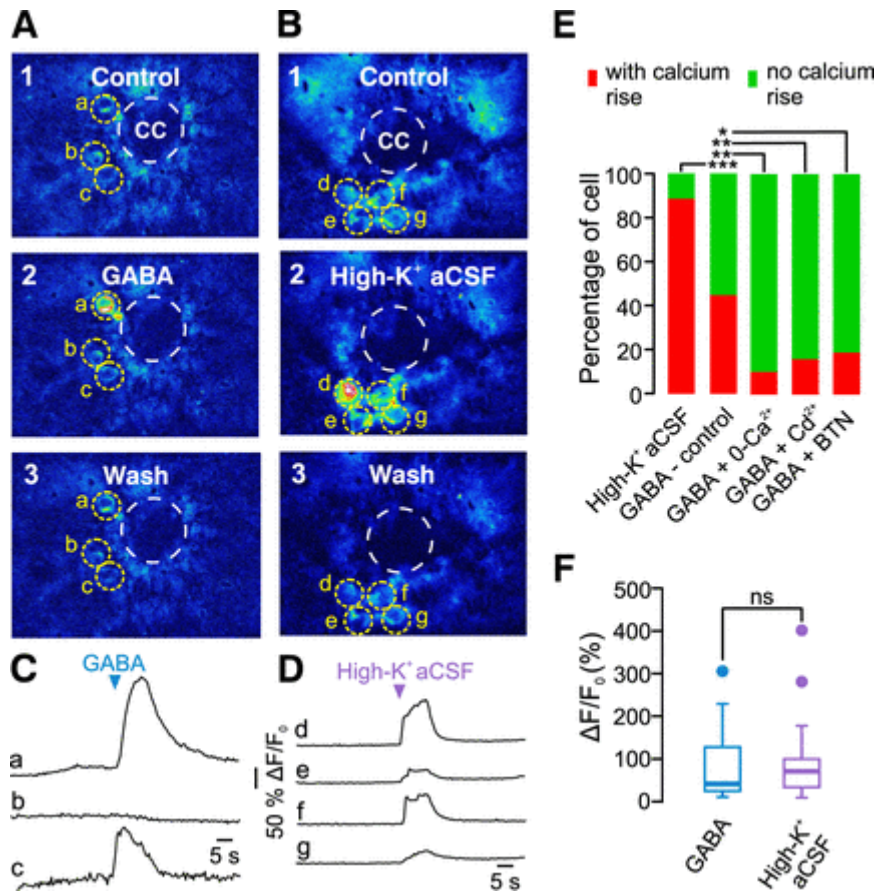 A
1 Control
a
CC
b
c
2 GABA
a
b
c
3 Wash
a
b
c
B
1 Control
CC
d
f
e
g
2 High-K⁺ aCSF
d
f
e
g
3 Wash
d
f
e
g
C
GABA
a
b
c
5 s
D
High-K⁺ aCSF
50 % ΔF/F₀
d
e
f
g
5 s
E
with calcium rise
no calcium rise
*
**
**
***
Percentage of cell
100
80
60
40
20
0
High-K⁺ aCSF
GABA - control
GABA + 0-Ca²⁺
GABA + Cd²⁺
GABA + BTN
F
ns
ΔF/F₀ (%)
500
400
300
200
100
0
GABA
High-K⁺
aCSF